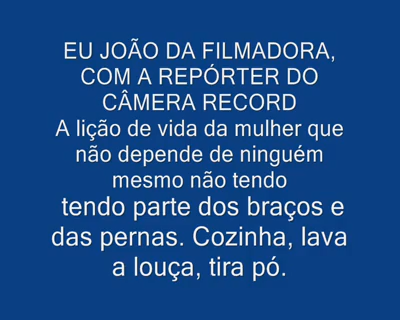 EU JOÃO DA FILMADORA,
COM A REPÓRTER DO
CÂMERA RECORD
A lição de vida da mulher que
não depende de ninguém
mesmo não tendo
tendo parte dos braços e
das pernas. Cozinha, lava
a louça, tira pó.